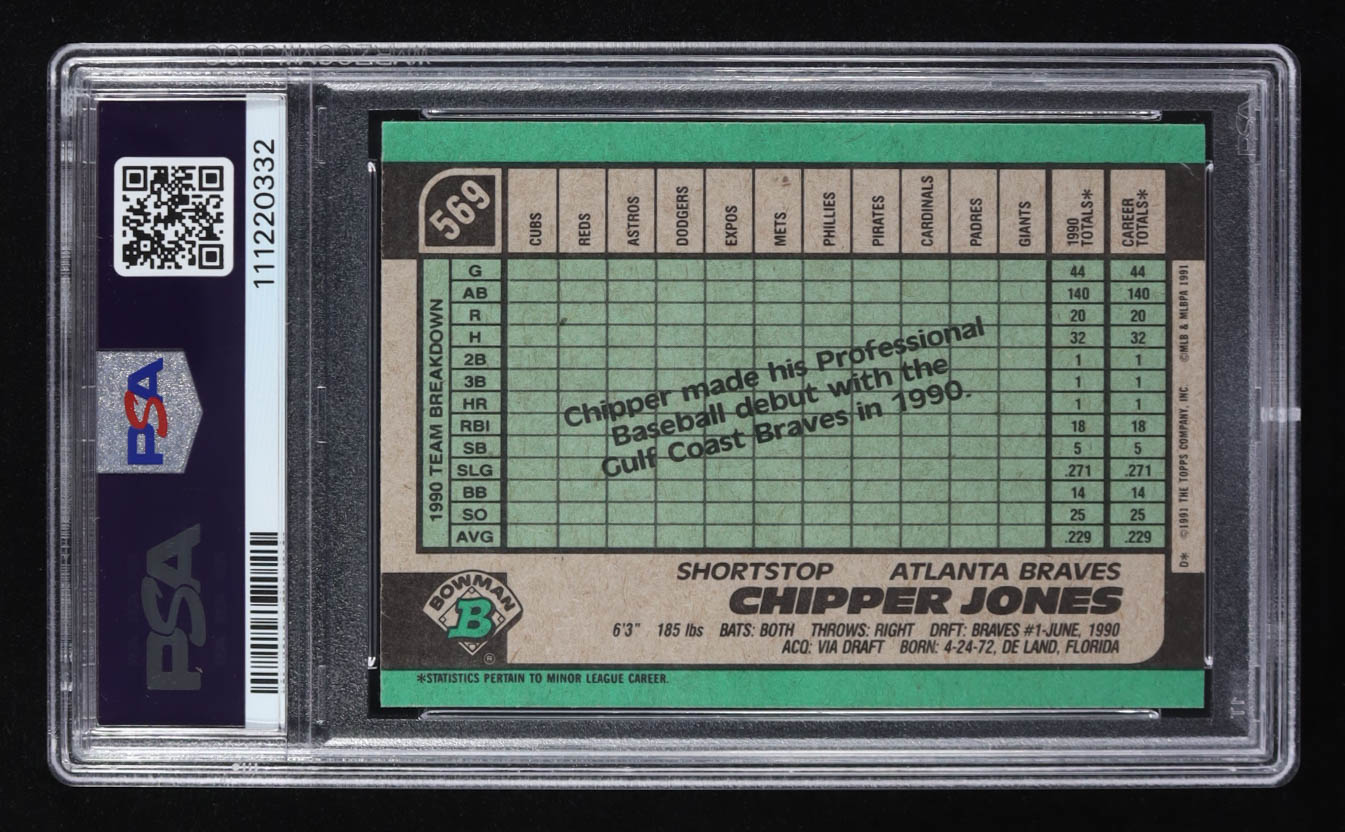 111220332
PSA
PSA
569
CUBS REDS ASTROS DODGERS EXPOS METS PHILLIES PIRATES CARDINALS PADRES GIANTS 1990 TOTALS* CAREER TOTALS*
1990 TEAM BREAKDOWN
G 44 44
AB 140 140
R 20 20
H 32 32
2B 1 1
3B 1 1
HR 1 1
RBI 18 18
SB 5 5
SLG .271 .271
BB 14 14
SO 25 25
AVG .229 .229
Chipper made his Professional
Baseball debut with the
Gulf Coast Braves in 1990.
D* ©1991 THE TOPPS COMPANY, INC. ©MLB & MLBPA 1991
BOWMAN
B
®
SHORTSTOP ATLANTA BRAVES
CHIPPER JONES
6'3" 185 lbs BATS: BOTH THROWS: RIGHT DRFT: BRAVES #1-JUNE, 1990
ACQ: VIA DRAFT BORN: 4-24-72, DE LAND, FLORIDA
*STATISTICS PERTAIN TO MINOR LEAGUE CAREER.
PSA